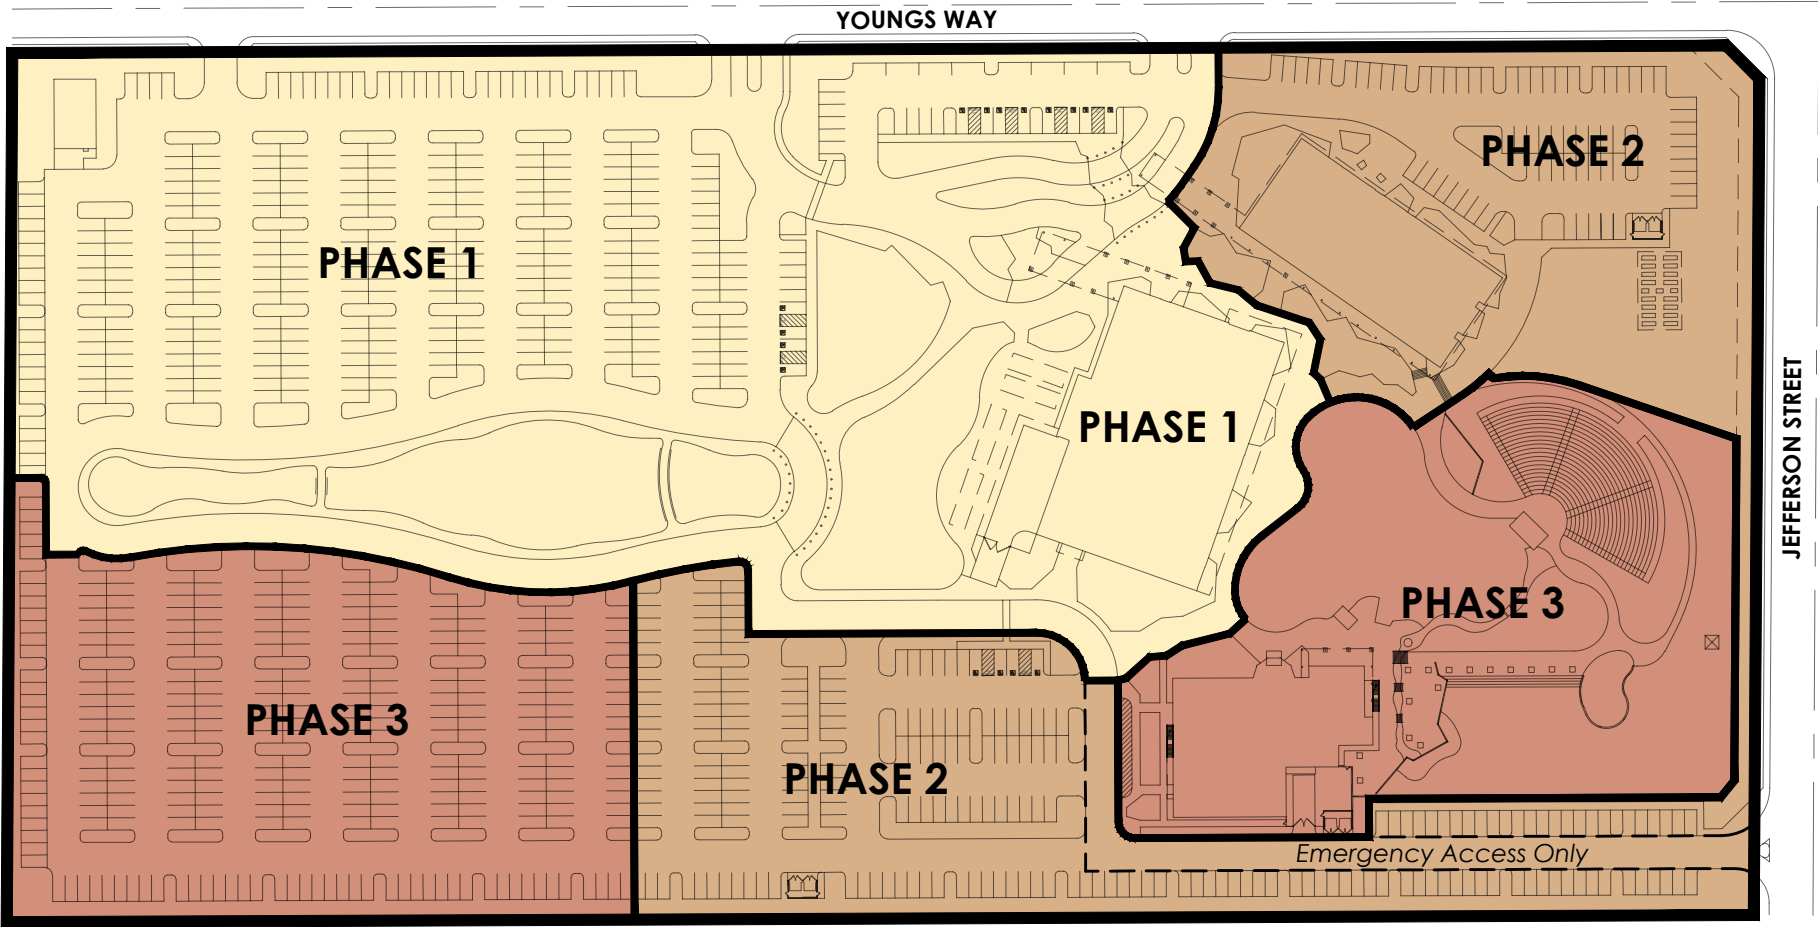 YOUNGS WAY
PHASE 2
PHASE 1
PHASE 1
JEFFERSON STREET
PHASE 3
PHASE 3
PHASE 2
Emergency Access Only